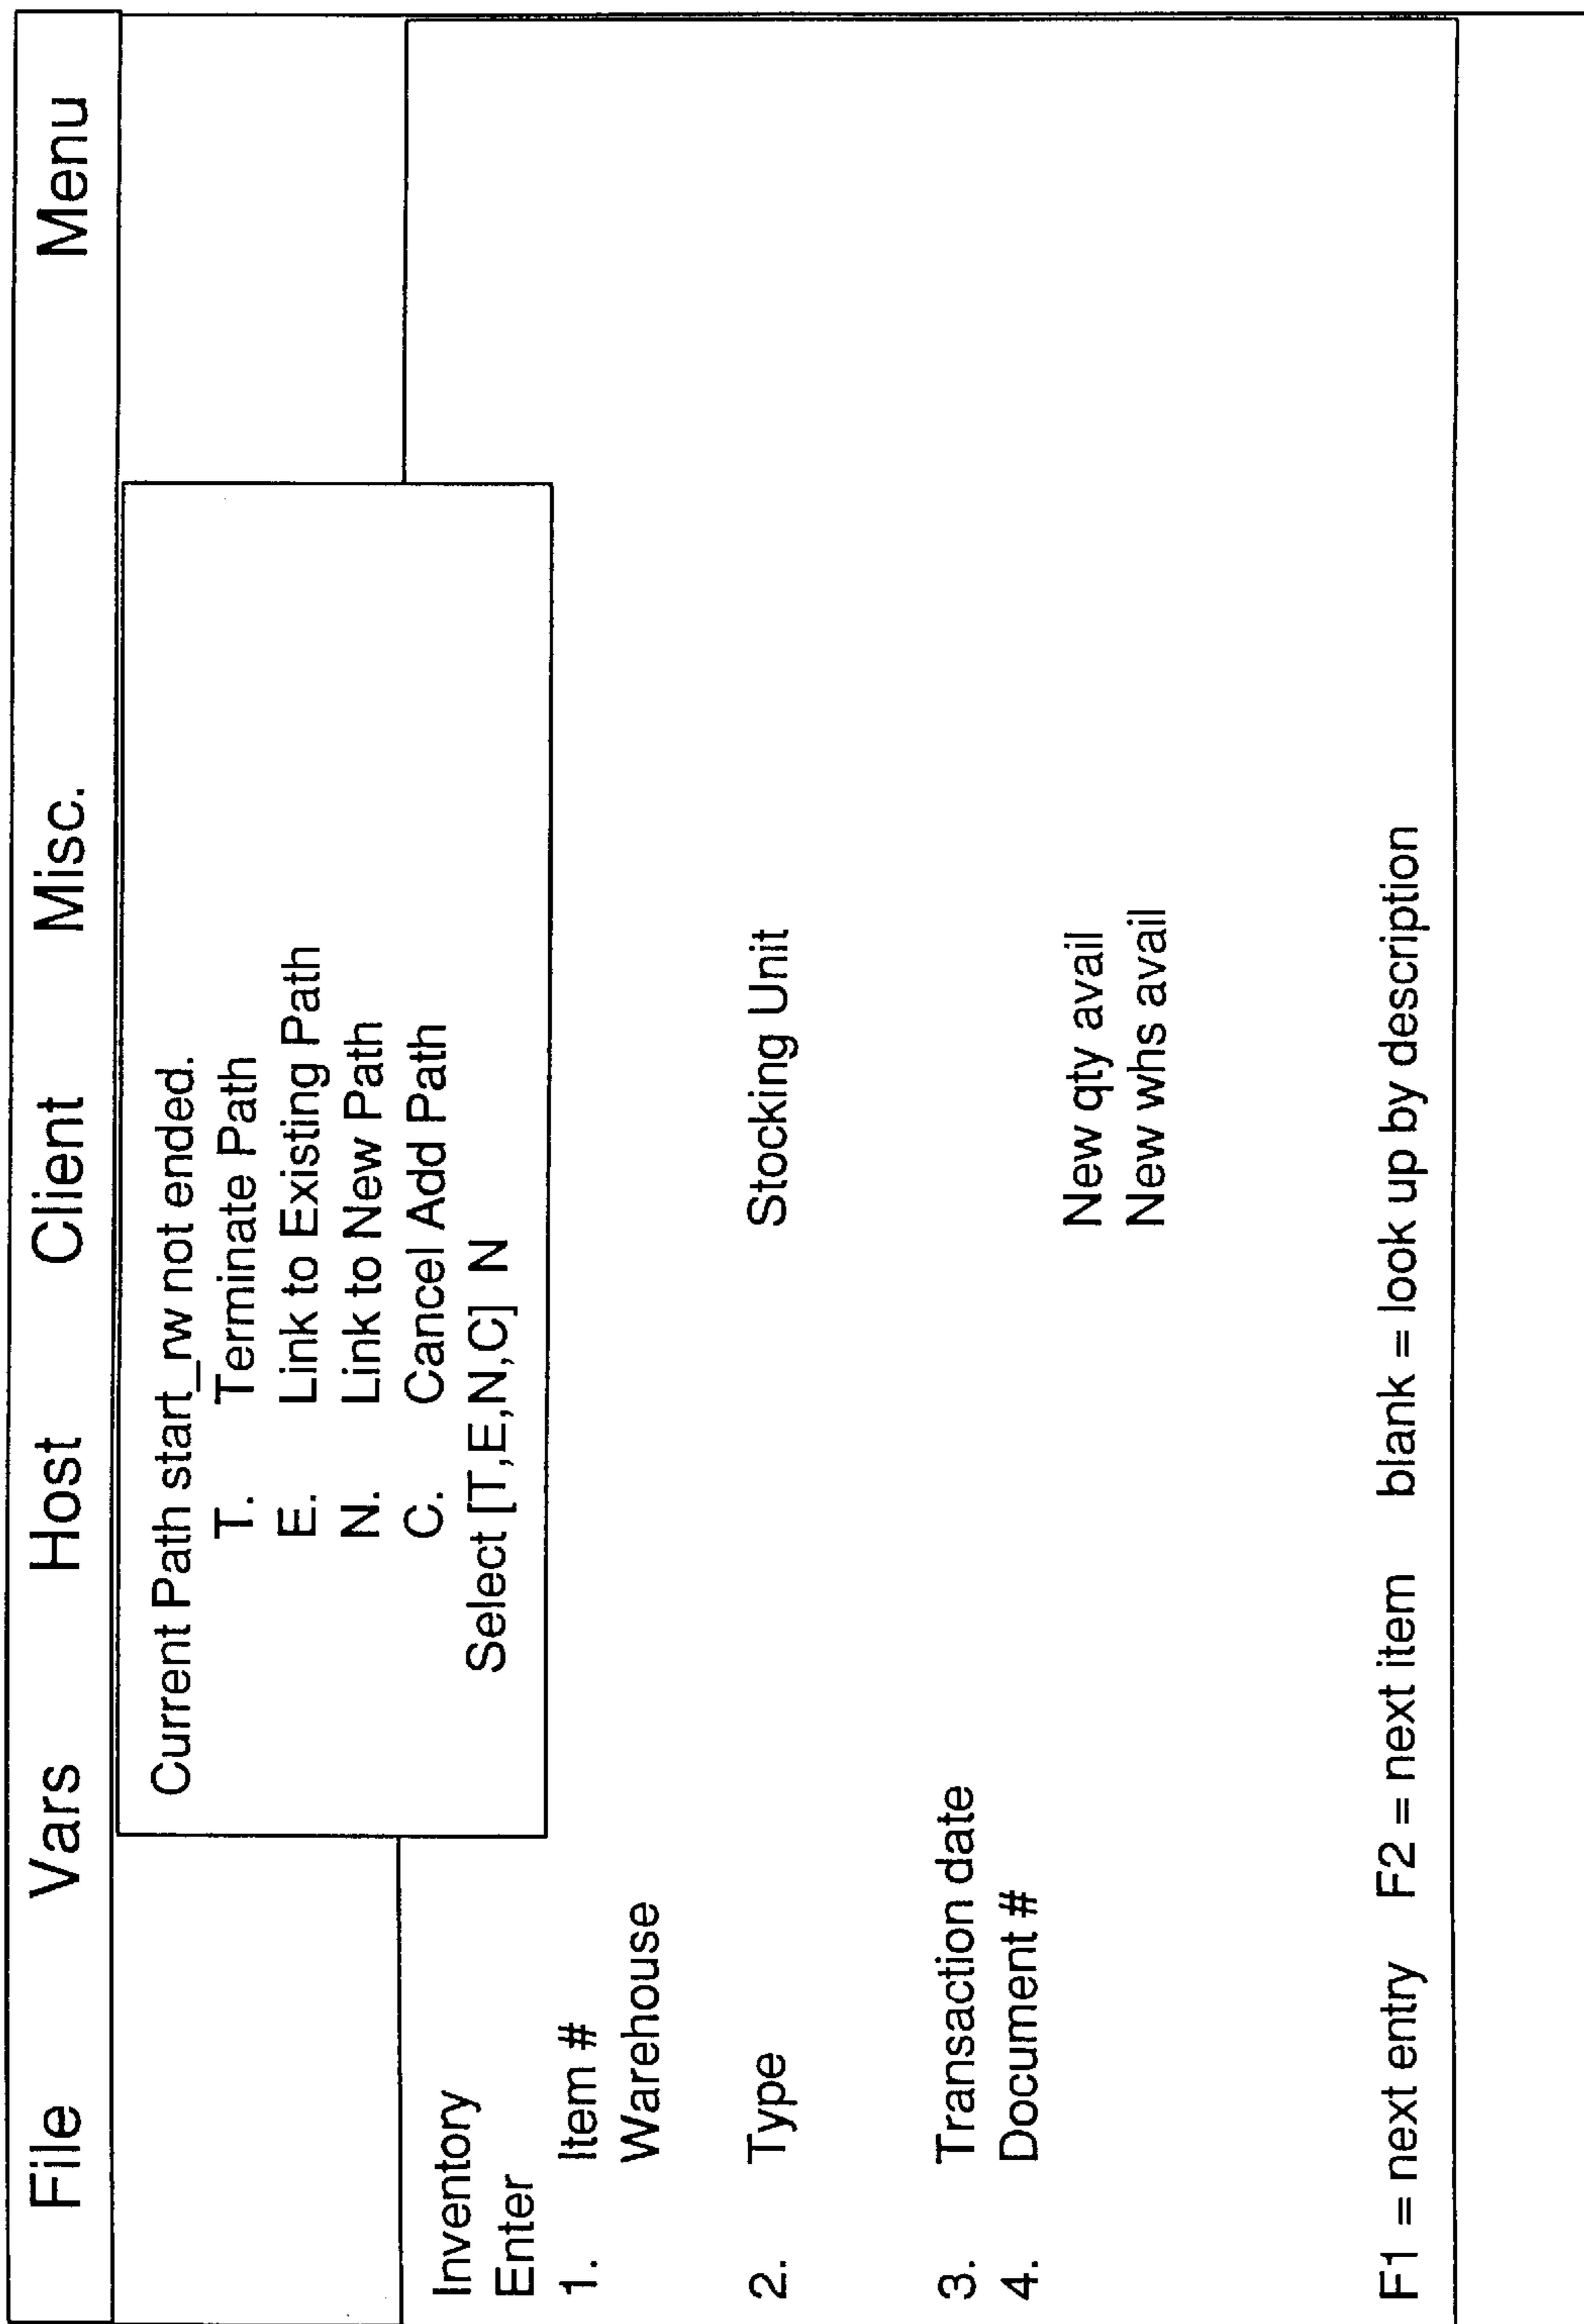 File Vars Host Client Misc. Menu
Current Path start_rw not ended.
T. Terminate Path
E. Link to Existing Path
N. Link to New Path
C. Cancel Add Path
Select [T,E,N,C] N
Inventory
Enter
1. Item #
Warehouse
2. Type Stocking Unit
3. Transaction date
4. Document #
New qty avail
New whs avail
F1 = next entry F2 = next item blank = look up by description